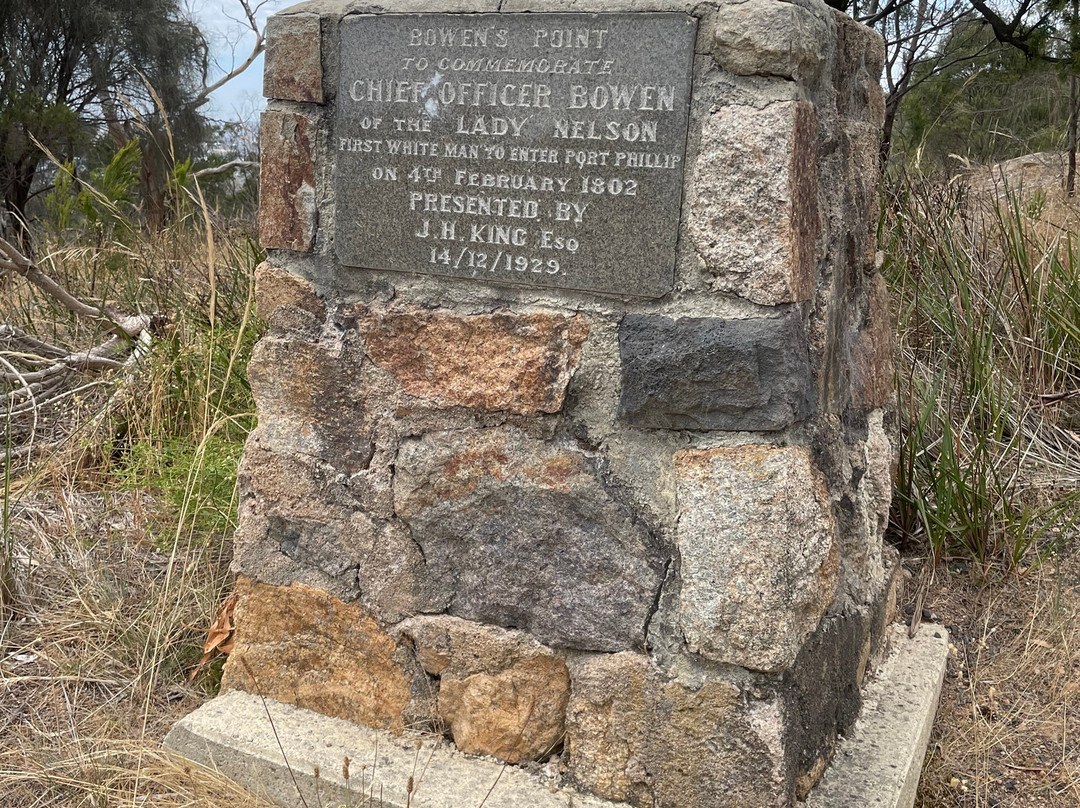 BOWEN'S POINT
TO COMMEMORATE
CHIEF OFFICER BOWEN
OF THE LADY NELSON
FIRST WHITE MAN TO ENTER PORT PHILLIP
ON 4TH FEBRUARY 1802
PRESENTED BY
J.H. KING ESQ
14/12/1929.